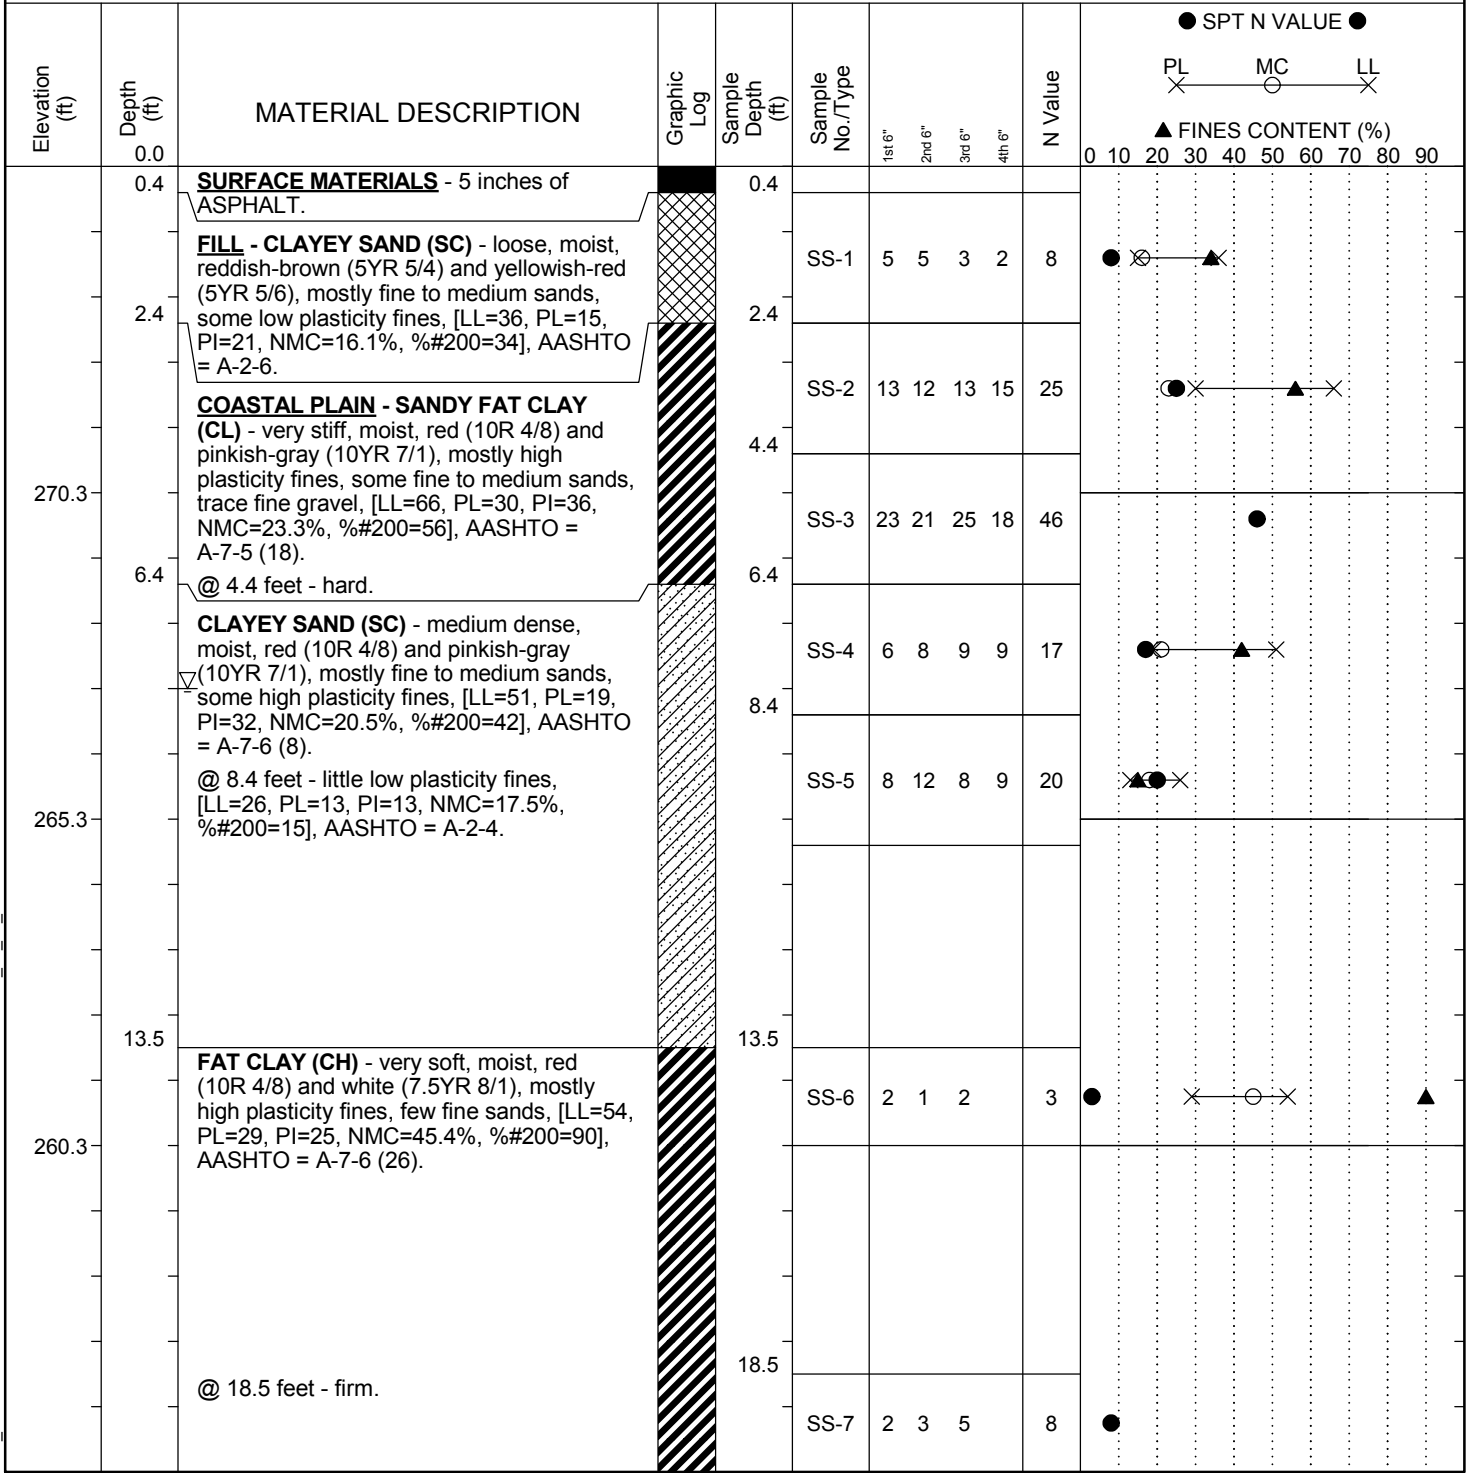 ● SPT N VALUE ●
PL MC LL
▲ FINES CONTENT (%)
0 10 20 30 40 50 60 70 80 90
Elevation
(ft)
Depth
(ft)
0.0
MATERIAL DESCRIPTION
Graphic
Log
Sample
Depth
(ft)
Sample
No./Type
1st 6"
2nd 6"
3rd 6"
4th 6"
N Value
0.4
SURFACE MATERIALS - 5 inches of
ASPHALT.
0.4
FILL - CLAYEY SAND (SC) - loose, moist,
reddish-brown (5YR 5/4) and yellowish-red
(5YR 5/6), mostly fine to medium sands,
some low plasticity fines, [LL=36, PL=15,
PI=21, NMC=16.1%, %#200=34], AASHTO
= A-2-6.
SS-1 5 5 3 2 8
2.4
2.4
COASTAL PLAIN - SANDY FAT CLAY
(CL) - very stiff, moist, red (10R 4/8) and
pinkish-gray (10YR 7/1), mostly high
plasticity fines, some fine to medium sands,
trace fine gravel, [LL=66, PL=30, PI=36,
NMC=23.3%, %#200=56], AASHTO =
A-7-5 (18).
SS-2 13 12 13 15 25
4.4
270.3
@ 4.4 feet - hard.
SS-3 23 21 25 18 46
6.4
6.4
CLAYEY SAND (SC) - medium dense,
moist, red (10R 4/8) and pinkish-gray
(10YR 7/1), mostly fine to medium sands,
some high plasticity fines, [LL=51, PL=19,
PI=32, NMC=20.5%, %#200=42], AASHTO
= A-7-6 (8).
SS-4 6 8 9 9 17
8.4
@ 8.4 feet - little low plasticity fines,
[LL=26, PL=13, PI=13, NMC=17.5%,
%#200=15], AASHTO = A-2-4.
SS-5 8 12 8 9 20
265.3
13.5
13.5
FAT CLAY (CH) - very soft, moist, red
(10R 4/8) and white (7.5YR 8/1), mostly
high plasticity fines, few fine sands, [LL=54,
PL=29, PI=25, NMC=45.4%, %#200=90],
AASHTO = A-7-6 (26).
SS-6 2 1 2 3
260.3
18.5
@ 18.5 feet - firm.
SS-7 2 3 5 8